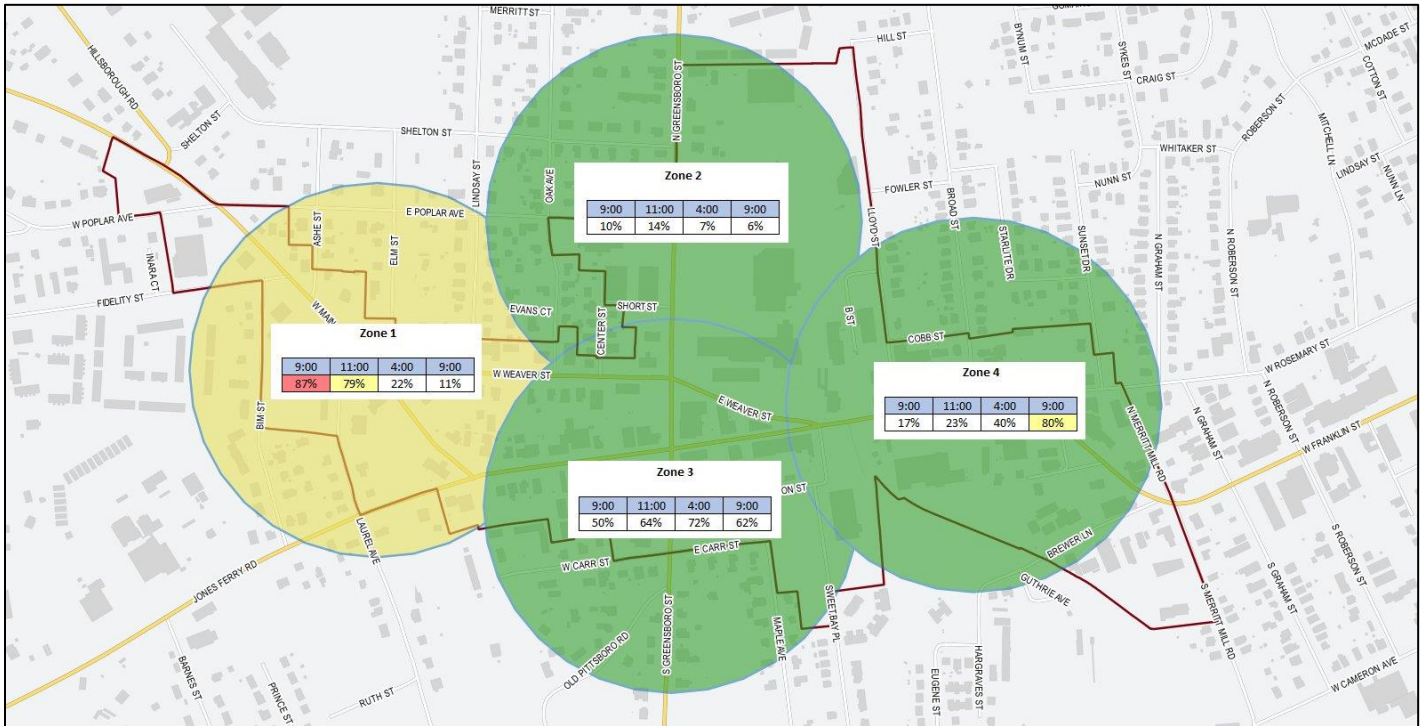 MERRITT ST
HILL ST
BYNUM ST
SYKES ST
CRAIG ST
MCDADE ST
COTTON ST
HILLSBOROUGH RD
SHELTON ST
SHELTON ST
LINDSAY ST
OAK AVE
N GREENSBORO ST
WHITAKER ST
ROBERSON ST
MITCHELL LN
LINDSAY ST
NUNN LN
NUNN ST
FOWLER ST
BROAD ST
LLOYD ST
STARLITE DR
SUNSET DR
N GRAHAM ST
N ROBERSON ST
W POPLAR AVE
E POPLAR AVE
ASHE ST
ELM ST
INARA CT
FIDELITY ST
Zone 2
9:00 11:00 4:00 9:00
10% 14% 7% 6%
EVANS CT
SHORT ST
CENTER ST
B ST
COBB ST
W MAIN
Zone 1
9:00 11:00 4:00 9:00
87% 79% 22% 11%
W WEAVER ST
E WEAVER ST
BIM ST
Zone 4
9:00 11:00 4:00 9:00
17% 23% 40% 80%
W ROSEMARY ST
N GRAHAM ST
N ROBERSON ST
W FRANKLIN ST
N MERRITT MILL RD
Zone 3
9:00 11:00 4:00 9:00
50% 64% 72% 62%
ON ST
LAUREL AVE
JONES FERRY RD
W CARR ST
E CARR ST
BREWER LN
GUTHRIE AVE
S ROBERSON ST
S GRAHAM ST
S MERRITT MILL RD
SWEET BAY PL
MAPLE AVE
S GREENSBORO ST
OLD PITTSBORO RD
BARNES ST
PRINCE ST
RUTH ST
EUGENE ST
HARGRAVES ST
W CAMERON AVE